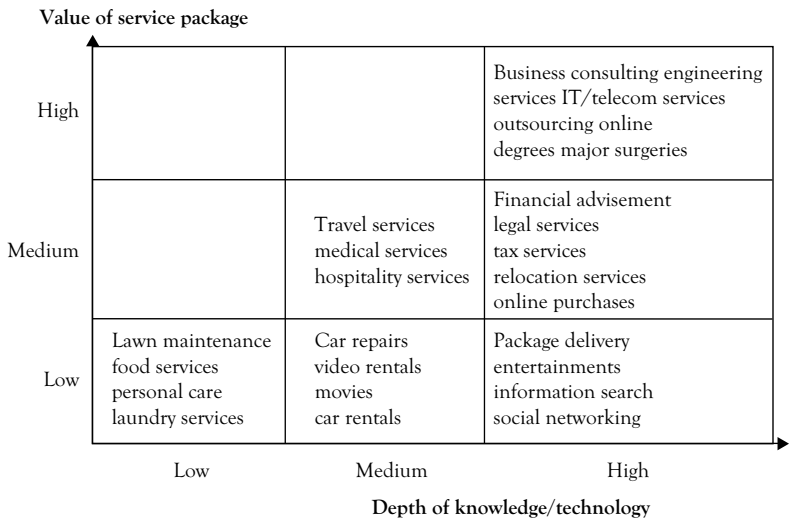 Value of service package
High
Business consulting engineering
services IT/telecom services
outsourcing online
degrees major surgeries
Medium
Travel services
medical services
hospitality services
Financial advisement
legal services
tax services
relocation services
online purchases
Low
Lawn maintenance
food services
personal care
laundry services
Car repairs
video rentals
movies
car rentals
Package delivery
entertainments
information search
social networking
Low
Medium
High
Depth of knowledge/technology